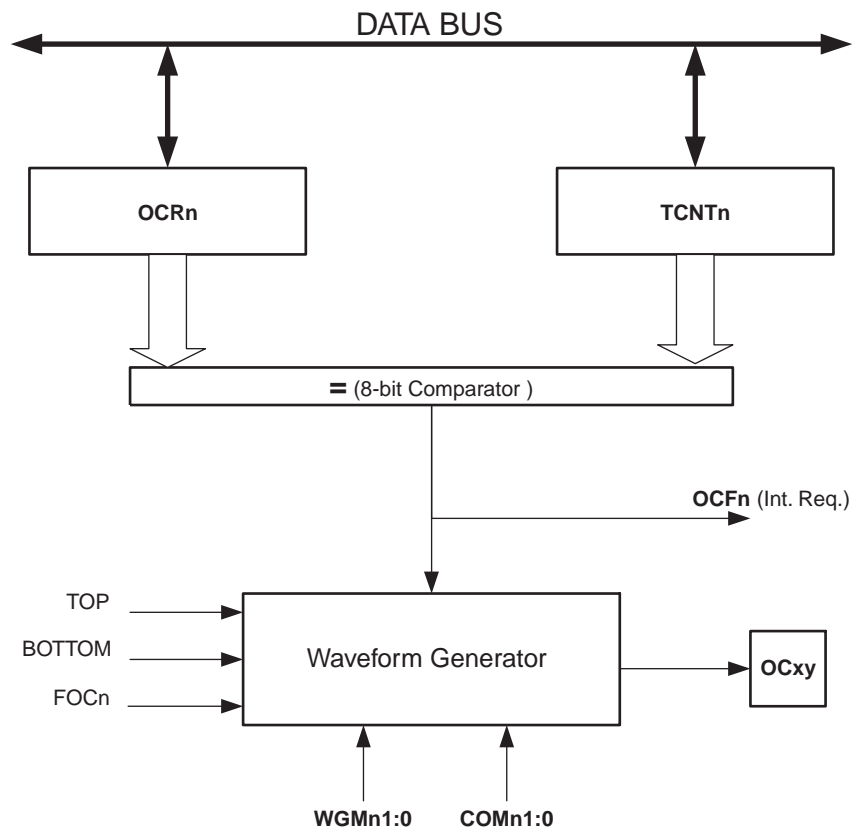 DATA BUS
OCRn
TCNTn
= (8-bit Comparator )
OCFn (Int. Req.)
TOP
BOTTOM
FOCn
Waveform Generator
OCxy
WGMn1:0
COMn1:0